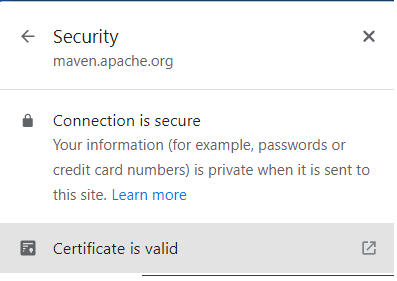 Security
maven.apache.org
Connection is secure
Your information (for example, passwords or
credit card numbers) is private when it is sent to
this site. Learn more
Certificate is valid